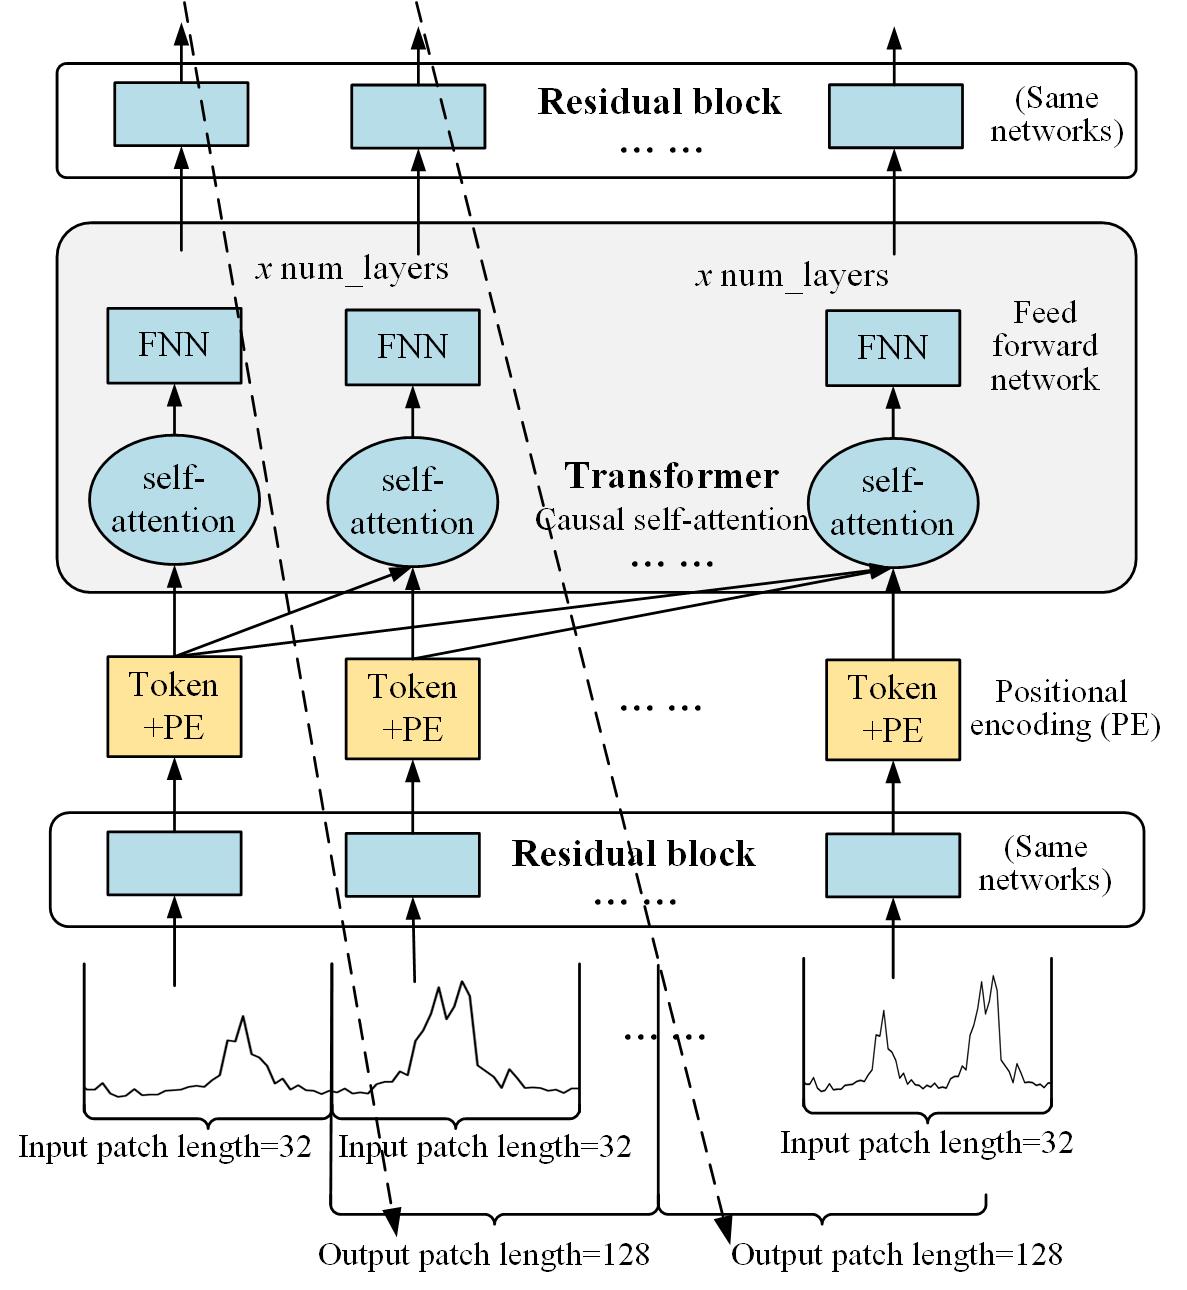 Residual block
... ...
(Same
networks)
x num_layers
x num_layers
FNN
FNN
FNN
Feed
forward
network
self-
attention
self-
attention
Transformer
Causal self-attention
... ...
self-
attention
Token
+PE
Token
+PE
... ...
Token
+PE
Positional
encoding (PE)
Residual block
... ...
(Same
networks)
... ...
Input patch length=32
Input patch length=32
Input patch length=32
Output patch length=128
Output patch length=128